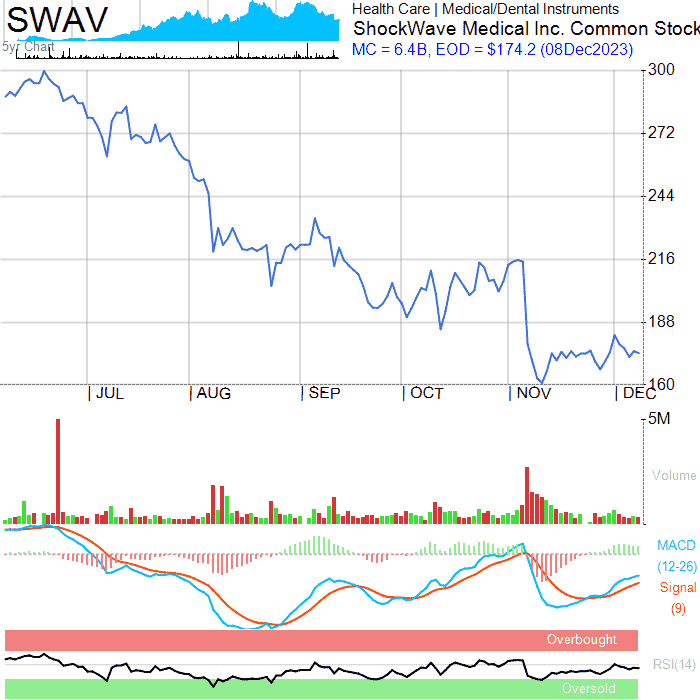 SWAV
5yr Chart
Health Care | Medical/Dental Instruments
ShockWave Medical Inc. Common Stock
MC = 6.4B, EOD = $174.2 (08Dec2023)
300
272
244
216
188
160
| JUL | AUG | SEP | OCT | NOV | DEC
5M
Volume
MACD
(12-26)
Signal
(9)
Overbought
RSI(14)
Oversold